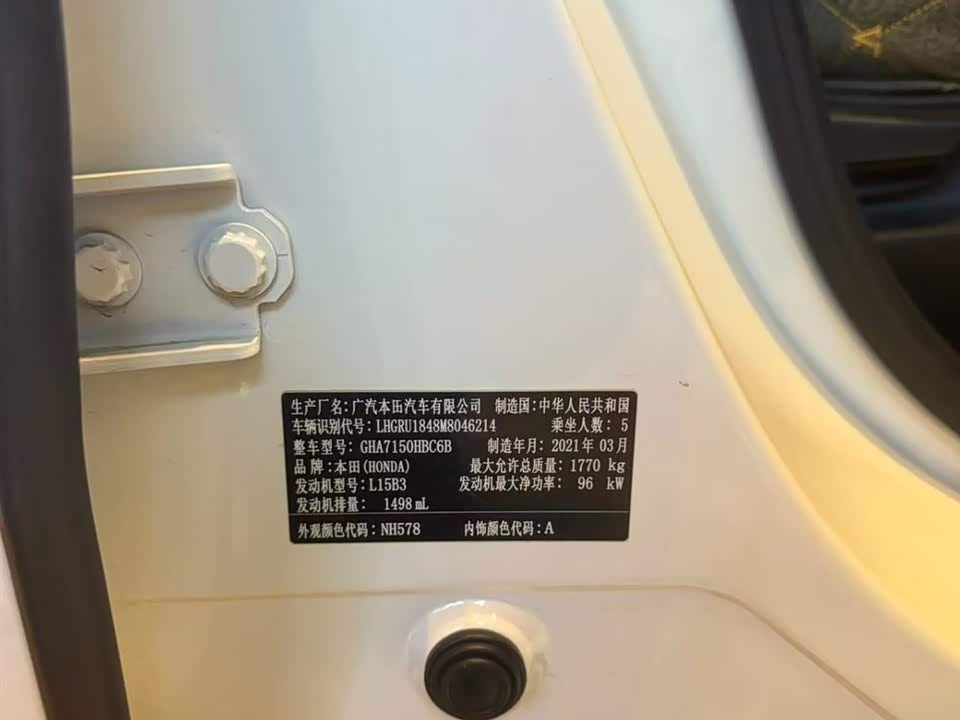 生产厂名:广汽本田汽车有限公司 制造国:中华人民共和国
车辆识别代号:LHGRU1848M8046214 乘坐人数:5
整车型号:GHA7150HBC6B 制造年月:2021年03月
品牌:本田(HONDA) 最大允许总质量:1770 kg
发动机型号:L15B3 发动机最大净功率:96 kW
发动机排量:1498mL
外观颜色代码:NH578 内饰颜色代码:A